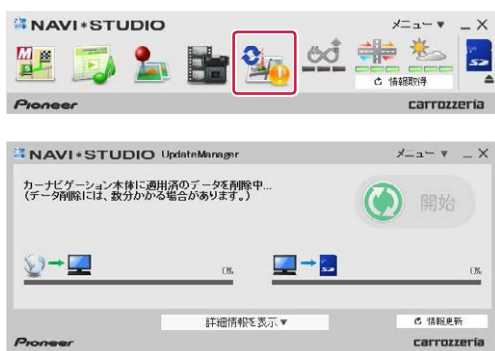 NAVI*STUDIO
メニュー ▼ _ ×
情報取得
Pioneer
carrozzeria
NAVI*STUDIO UpdateManager
メニュー ▼ _ ×
カーナビゲーション本体に適用済のデータを削除中...
(データ削除には、数分かかる場合があります。)
開始
0%
0%
詳細情報を表示▼
情報更新
Pioneer
carrozzeria